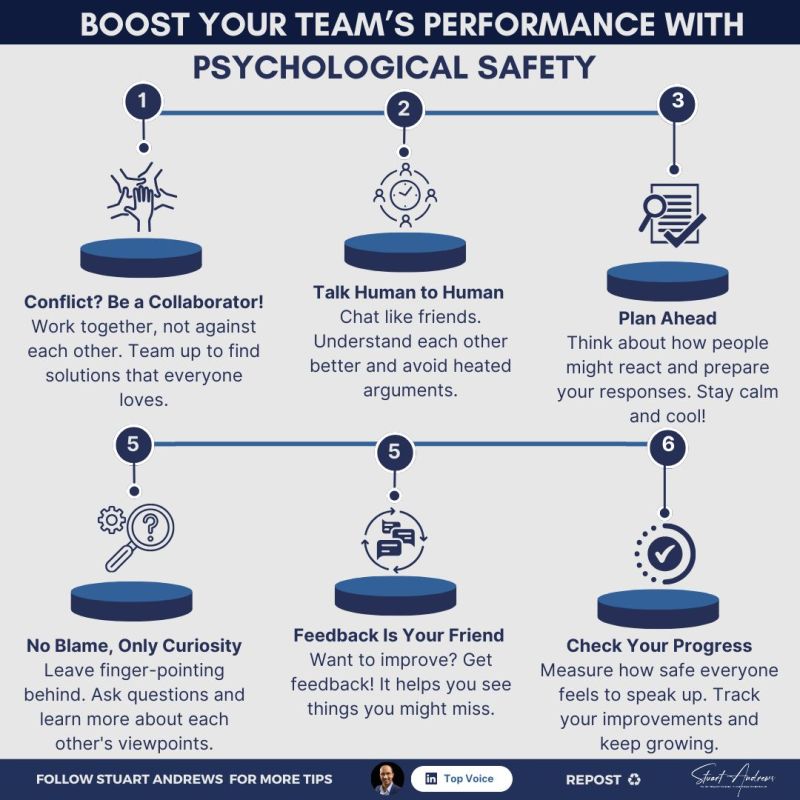 BOOST YOUR TEAM'S PERFORMANCE WITH
PSYCHOLOGICAL SAFETY
1
2
3
Conflict? Be a Collaborator!
Work together, not against
each other. Team up to find
solutions that everyone
loves.
Talk Human to Human
Chat like friends.
Understand each other
better and avoid heated
arguments.
Plan Ahead
Think about how people
might react and prepare
your responses. Stay calm
and cool!
5
5
6
No Blame, Only Curiosity
Leave finger-pointing
behind. Ask questions and
learn more about each
other's viewpoints.
Feedback Is Your Friend
Want to improve? Get
feedback! It helps you see
things you might miss.
Check Your Progress
Measure how safe everyone
feels to speak up. Track
your improvements and
keep growing.
FOLLOW STUART ANDREWS FOR MORE TIPS
in Top Voice
REPOST
Stuart Andrews